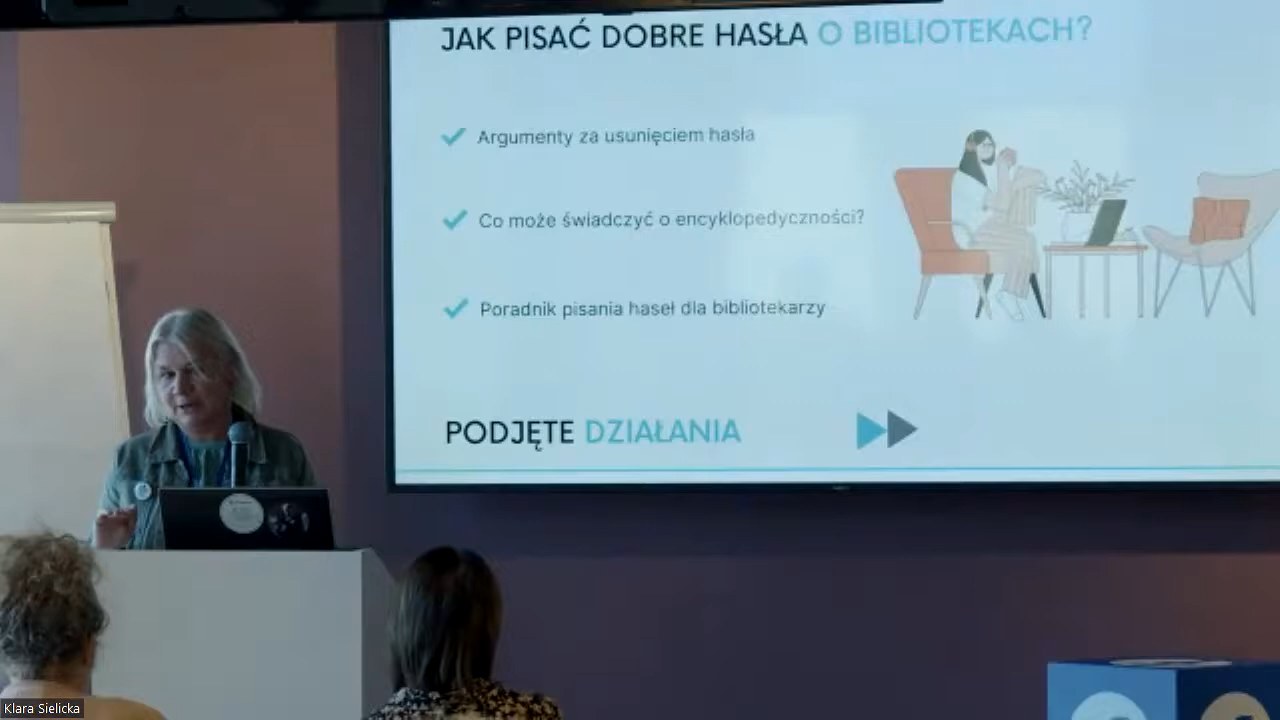 JAK PISAĆ DOBRE HASŁA O BIBLIOTEKACH?
Argumenty za usunięciem hasła
Co może świadczyć o encyklopedyczności?
Poradnik pisania haseł dla bibliotekarzy
PODJĘTE DZIAŁANIA
Klara Sielicka